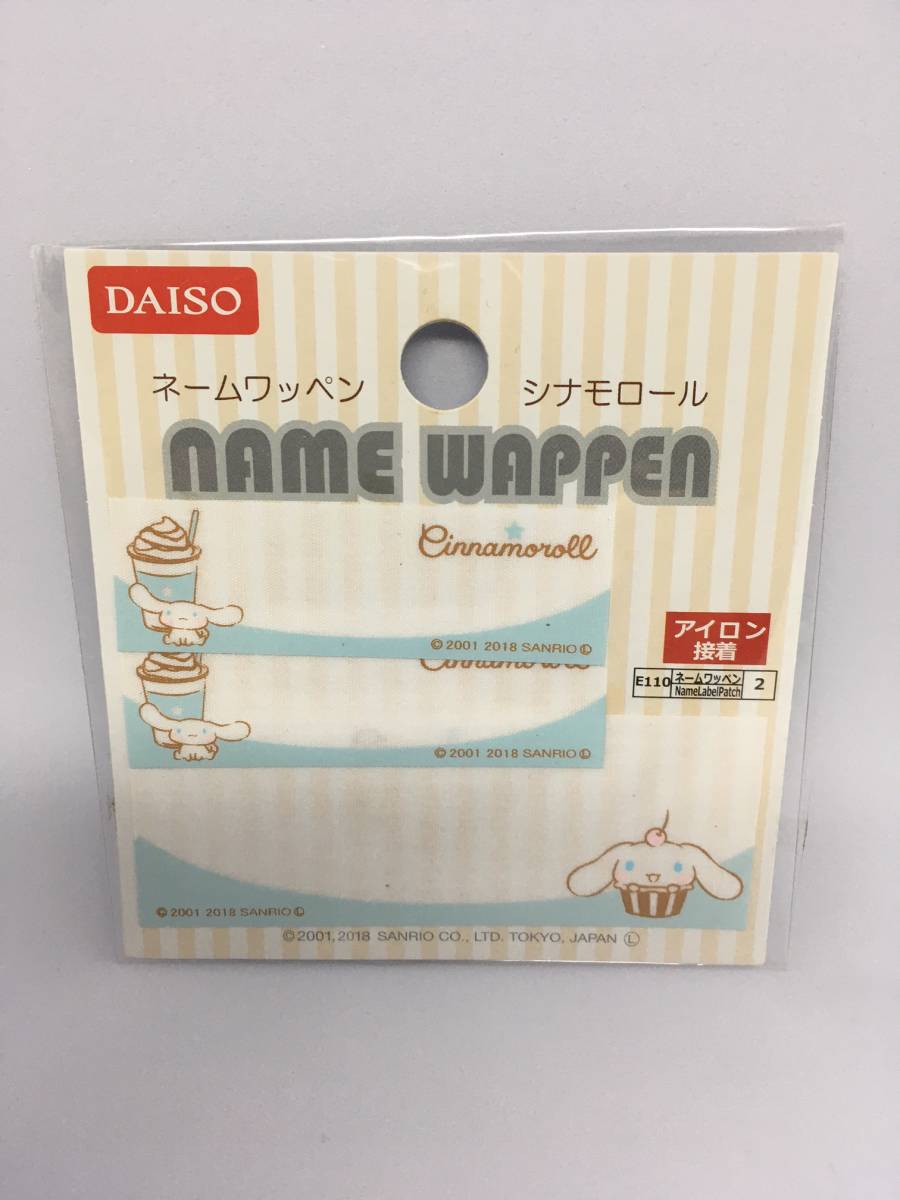 DAISO
ネームワッペン シナモロール
NAME WAPPEN
Cinnamoroll
© 2001 2018 SANRIO Ⓛ
アイロン
接着
E110 ネームワッペン NameLabelPatch 2
Cinnamoroll
© 2001 2018 SANRIO Ⓛ
© 2001 2018 SANRIO Ⓛ
© 2001, 2018 SANRIO CO., LTD. TOKYO, JAPAN Ⓛ